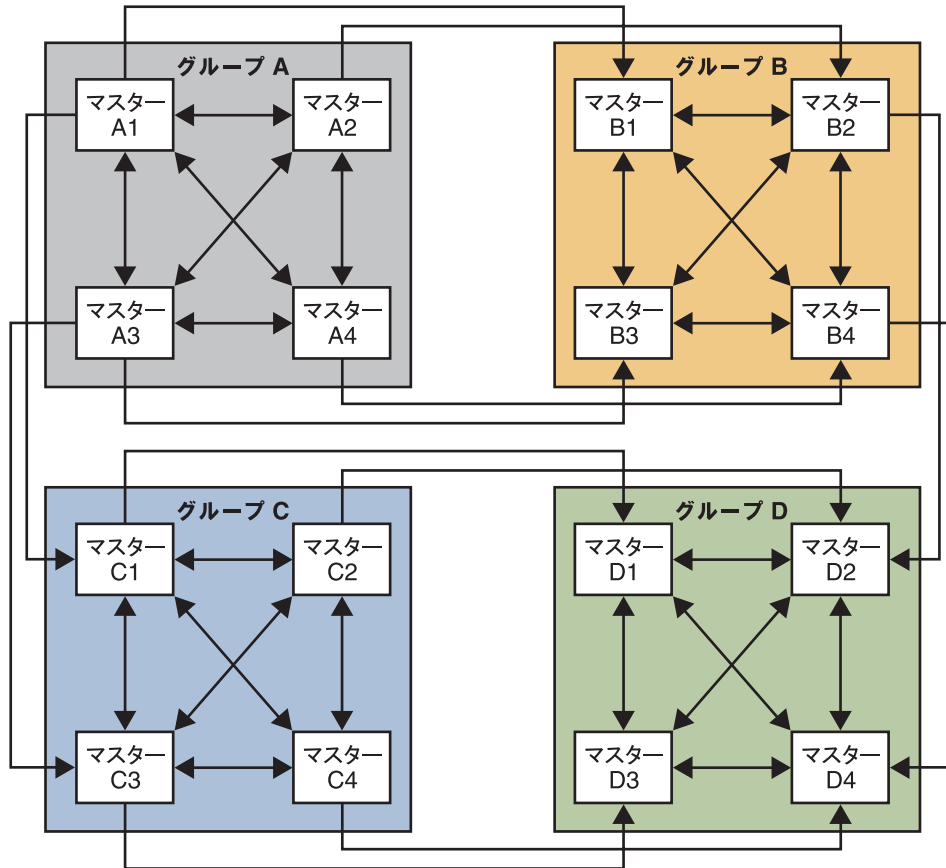 グループ A
マスター
A1
マスター
A2
マスター
A3
マスター
A4
グループ B
マスター
B1
マスター
B2
マスター
B3
マスター
B4
グループ C
マスター
C1
マスター
C2
マスター
C3
マスター
C4
グループ D
マスター
D1
マスター
D2
マスター
D3
マスター
D4